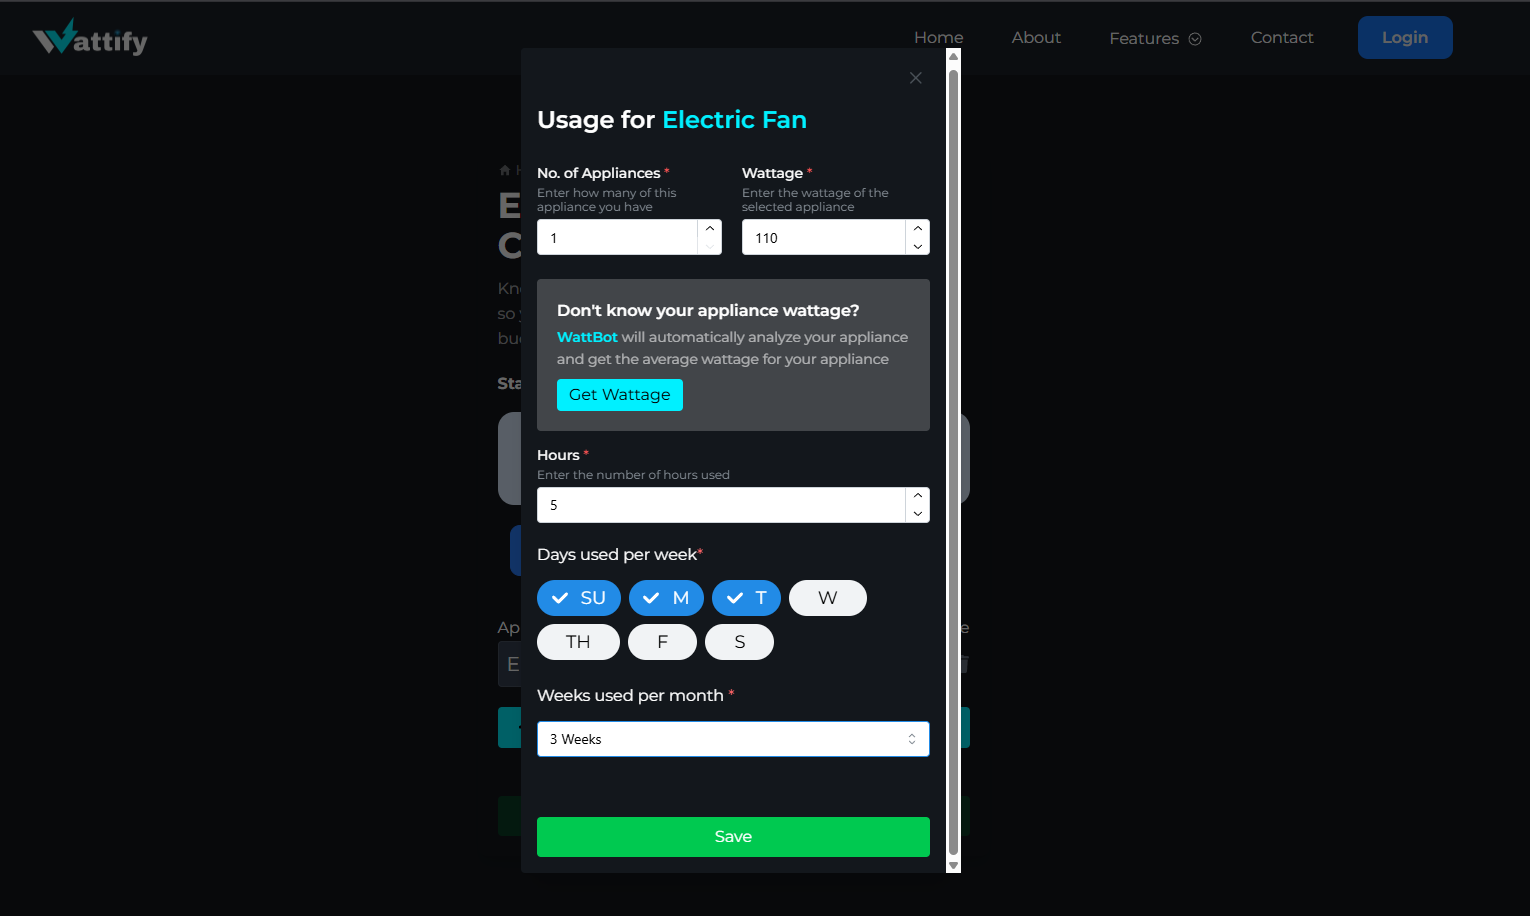 Wattify
Home
About
Features
Contact
Login
Usage for Electric Fan
No. of Appliances *
Enter how many of this
appliance you have
1
Wattage *
Enter the wattage of the
selected appliance
110
Don't know your appliance wattage?
WattBot will automatically analyze your appliance
and get the average wattage for your appliance
Get Wattage
Hours *
Enter the number of hours used
5
Days used per week*
SU M T W
TH F S
Weeks used per month *
3 Weeks
Save